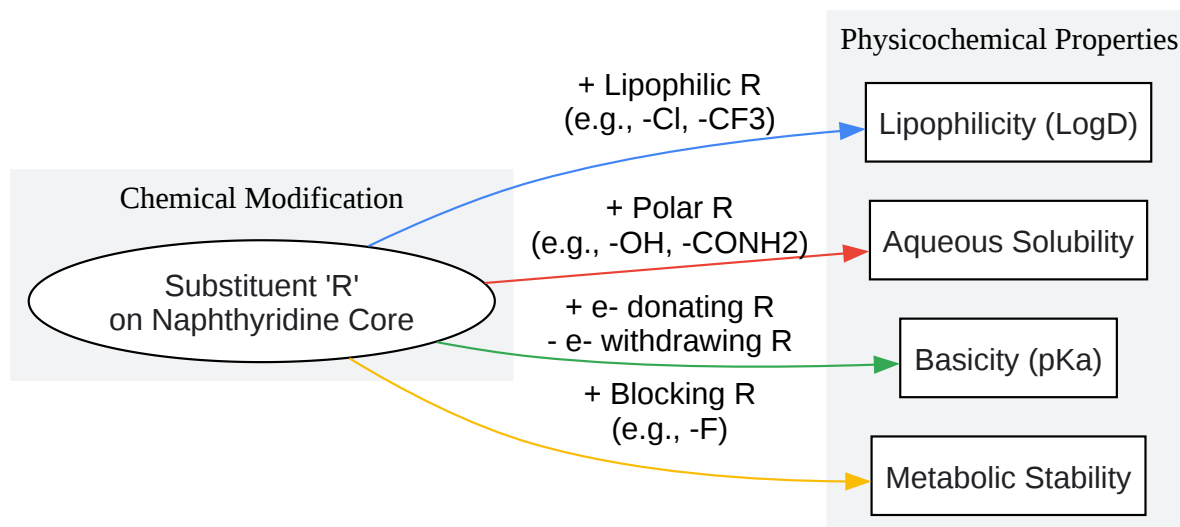 Physicochemical Properties
+ Lipophilic R
(e.g., -Cl, -CF3)
Lipophilicity (LogD)
Chemical Modification
+ Polar R
(e.g., -OH, -CONH2)
Aqueous Solubility
Substituent 'R'
on Naphthyridine Core
+ e- donating R
- e- withdrawing R
Basicity (pKa)
+ Blocking R
(e.g., -F)
Metabolic Stability